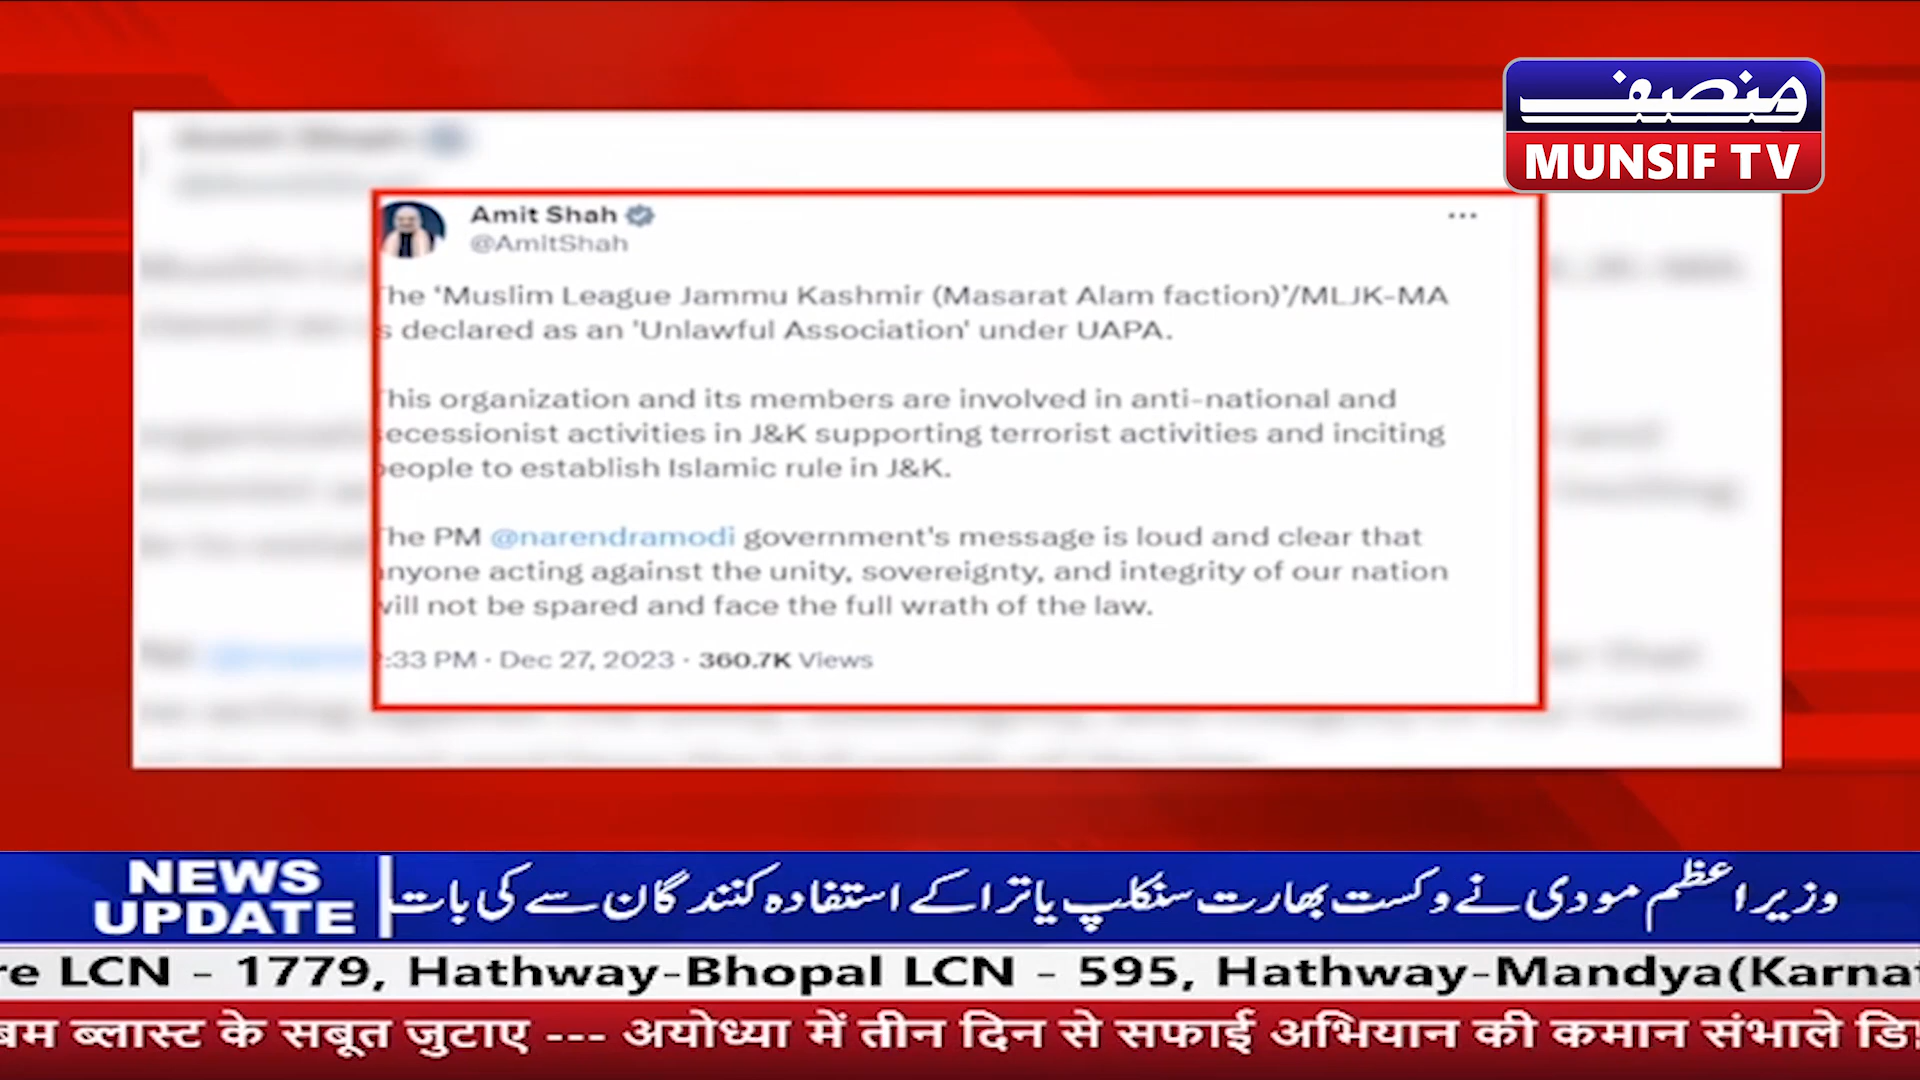 منصف
MUNSIF TV
Amit Shah
@AmitShah
he ‘Muslim League Jammu Kashmir (Masarat Alam faction)’/MLJK-MA
s declared as an 'Unlawful Association' under UAPA.
his organization and its members are involved in anti-national and
ecessionist activities in J&K supporting terrorist activities and inciting
eople to establish Islamic rule in J&K.
he PM @narendramodi government's message is loud and clear that
nyone acting against the unity, sovereignty, and integrity of our nation
will not be spared and face the full wrath of the law.
:33 PM · Dec 27, 2023 · 360.7K Views
NEWS
UPDATE
وزیراعظم مودی نے وکست بھارت سنکلپ یاترا کے استفادہ کنندگان سے کی بات
re LCN - 1779, Hathway-Bhopal LCN - 595, Hathway-Mandya(Karnat
बम ब्लास्ट के सबूत जुटाए --- अयोध्या में तीन दिन से सफाई अभियान की कमान संभाले डि